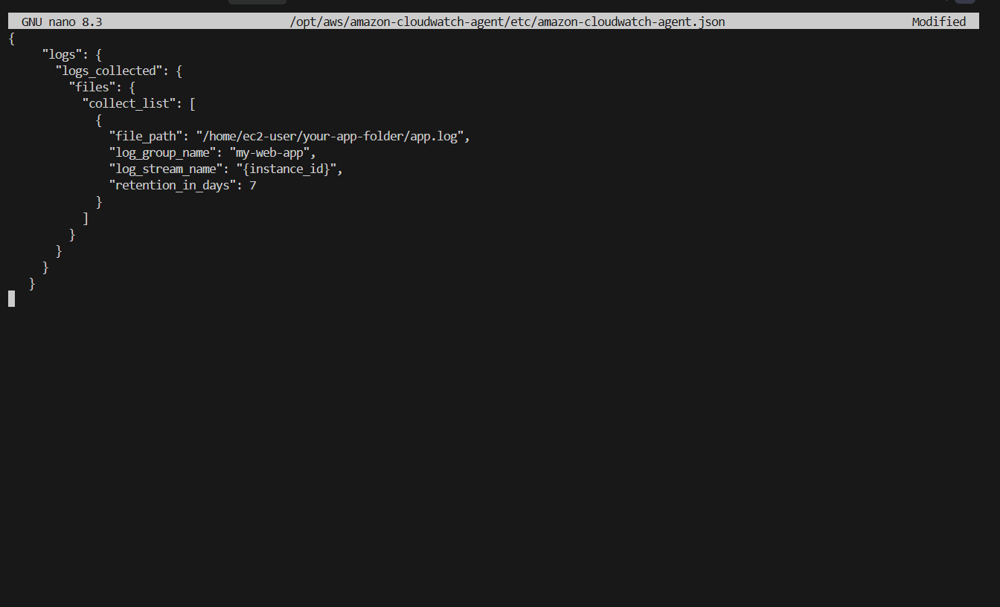 GNU nano 8.3 /opt/aws/amazon-cloudwatch-agent/etc/amazon-cloudwatch-agent.json Modified
{
     "logs": {
       "logs_collected": {
         "files": {
           "collect_list": [
             {
               "file_path": "/home/ec2-user/your-app-folder/app.log",
               "log_group_name": "my-web-app",
               "log_stream_name": "{instance_id}",
               "retention_in_days": 7
             }
           ]
         }
       }
     }
   }